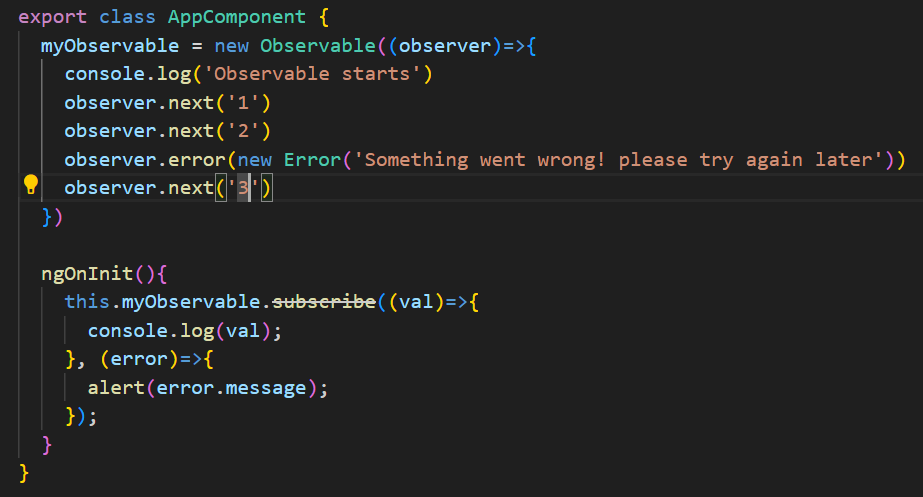 export class AppComponent {
myObservable = new Observable((observer)=>{
console.log('Observable starts')
observer.next('1')
observer.next('2')
observer.error(new Error('Something went wrong! please try again later'))
observer.next('3')
})
ngOnInit(){
this.myObservable.subscribe((val)=>{
console.log(val);
}, (error)=>{
alert(error.message);
});
}
}